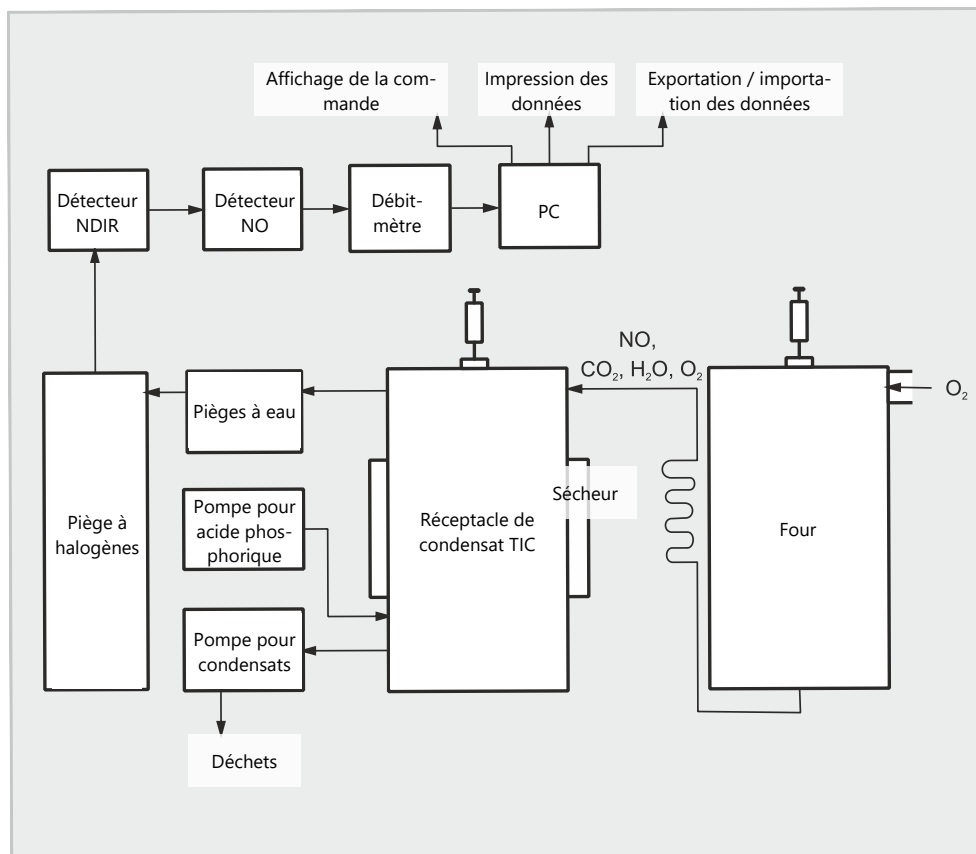 Affichage de la com-
mande
Impression des
données
Exportation / importa-
tion des données
Détecteur
NDIR
Détecteur
NO
Débit-
mètre
PC
NO,
CO₂, H₂O, O₂
O₂
Pièges à eau
Piège à
halogènes
Pompe pour
acide phos-
phorique
Réceptacle de
condensat TIC
Sécheur
Four
Pompe pour
condensats
Déchets